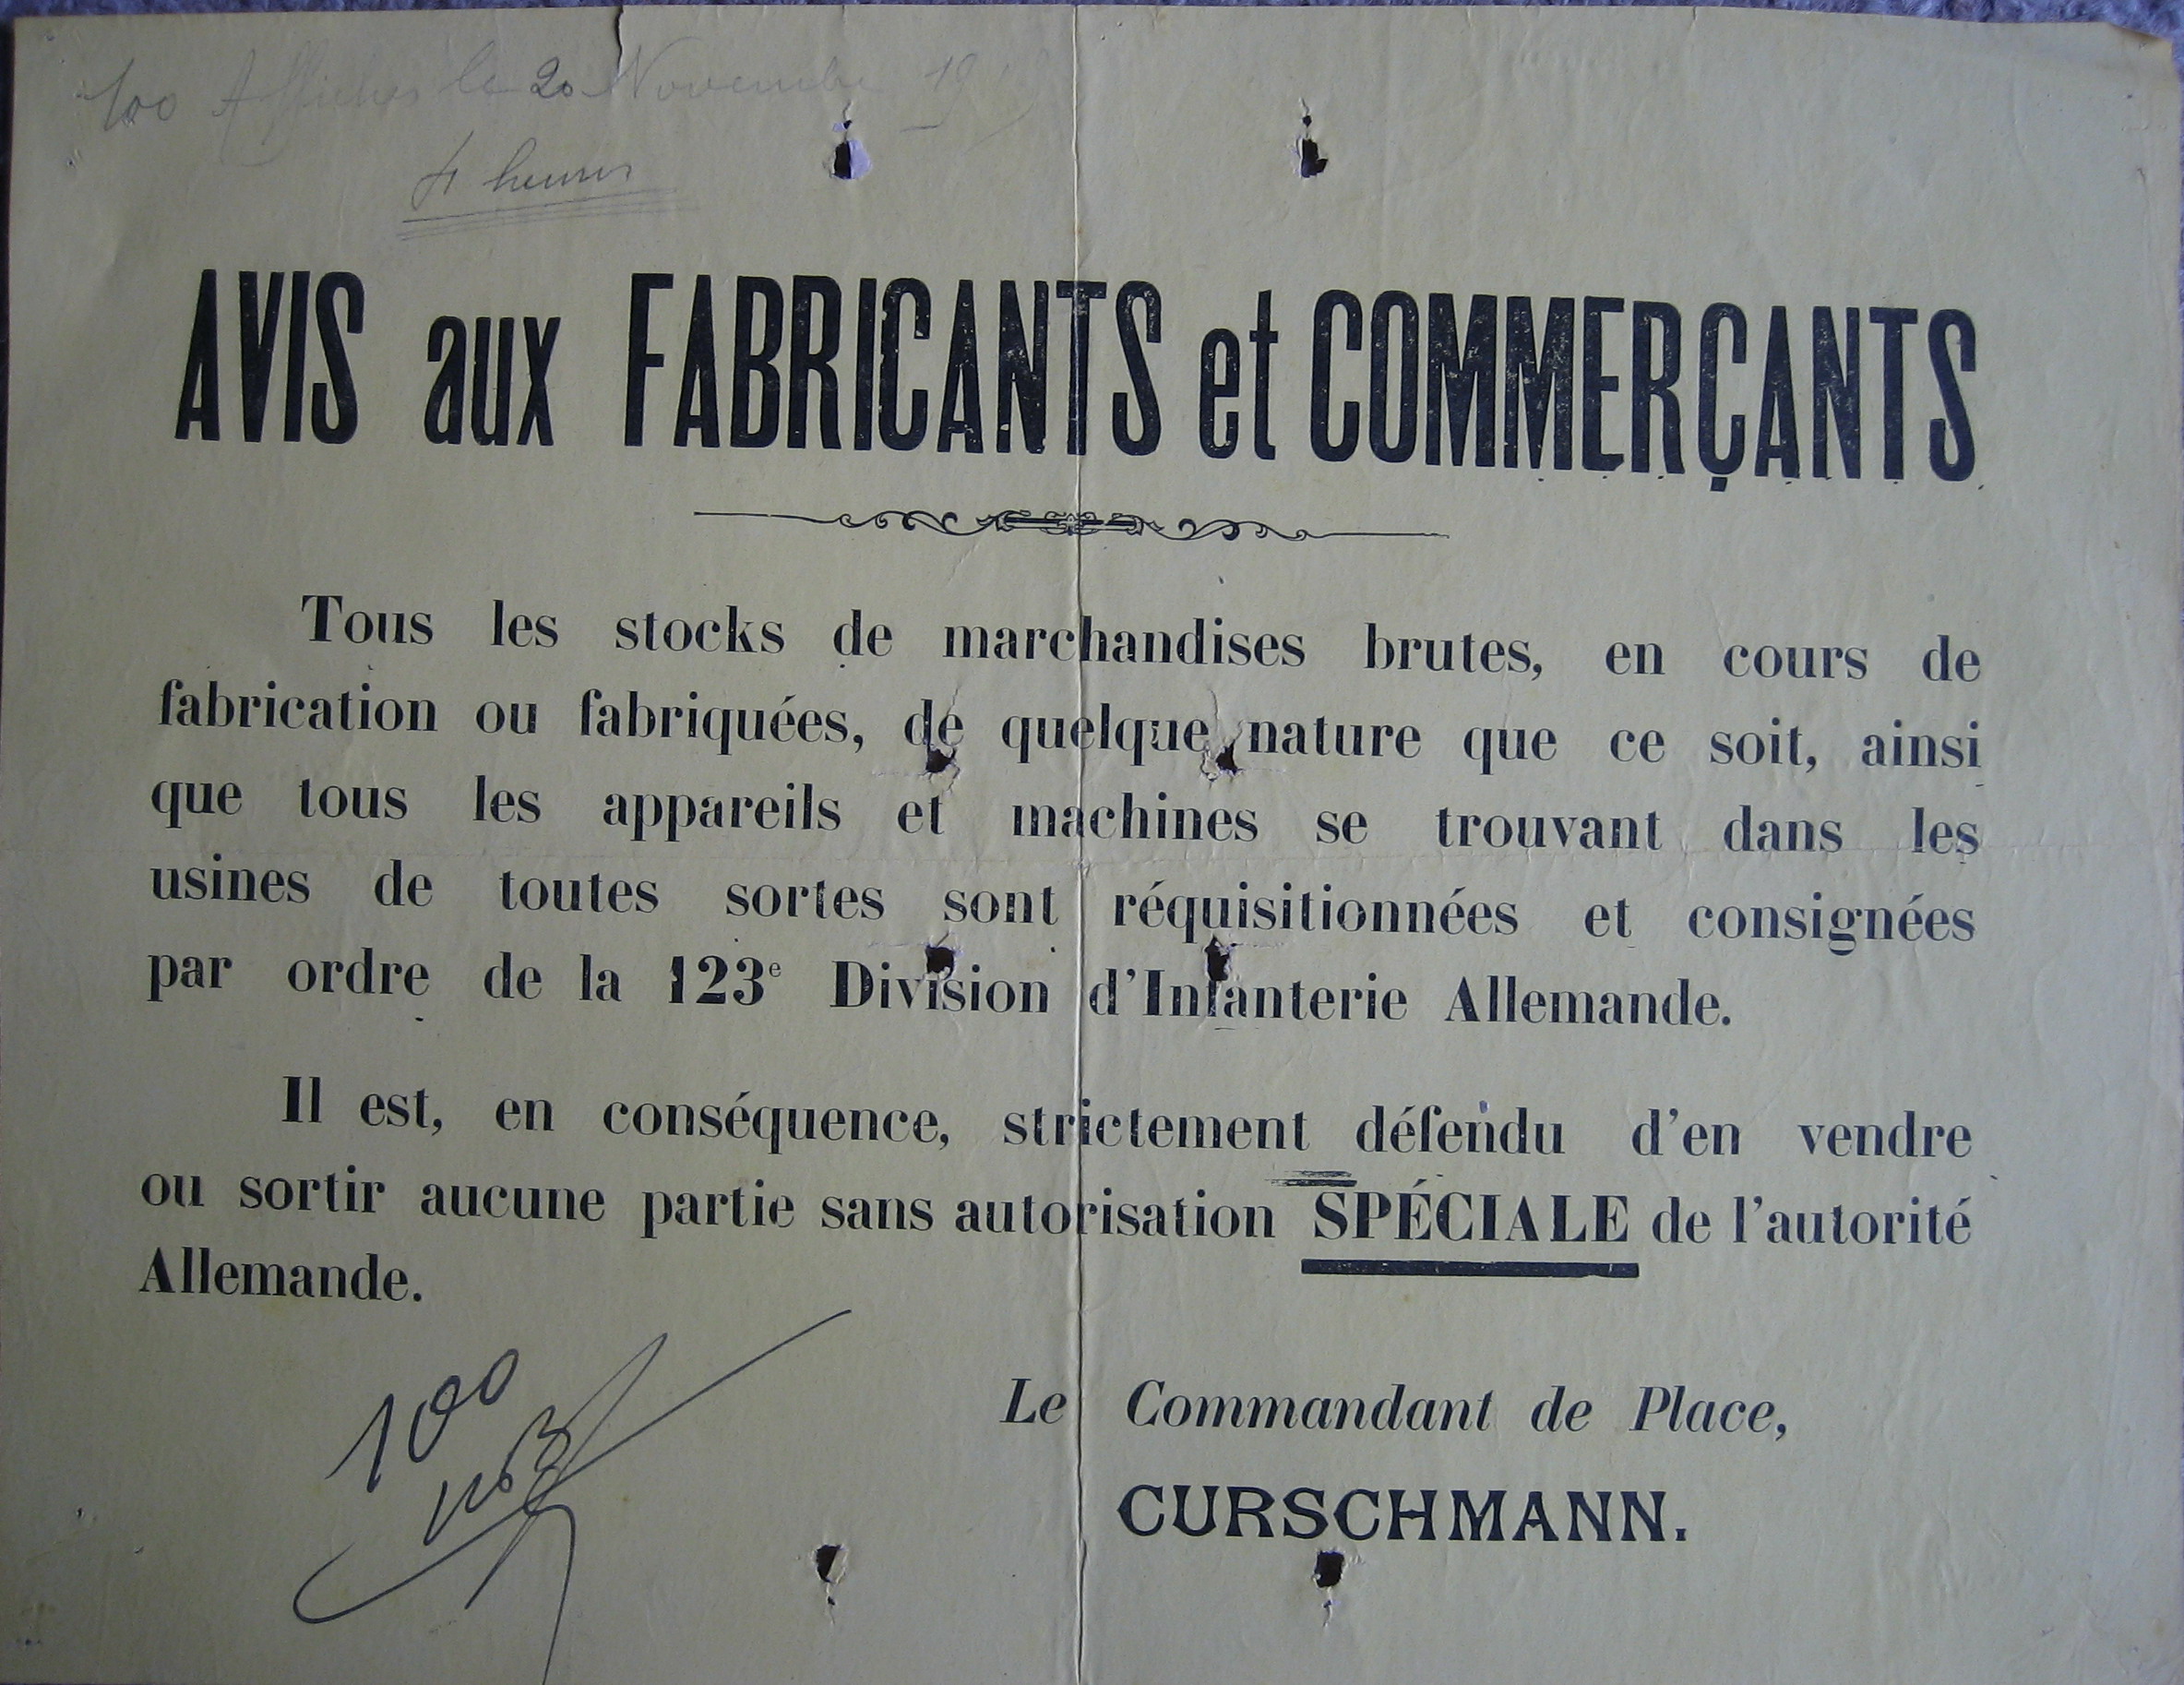 100 Affiches le 20 Novembre
4 heures
AVIS aux FABRICANTS et COMMERÇANTS
Tous les stocks de marchandises brutes, en cours de
fabrication ou fabriquées, de quelque nature que ce soit, ainsi
que tous les appareils et machines se trouvant dans les
usines de toutes sortes sont réquisitionnées et consignées
par ordre de la 123e Division d'Infanterie Allemande.
Il est, en conséquence, strictement défendu d'en vendre
ou sortir aucune partie sans autorisation SPÉCIALE de l'autorité
Allemande.
100
Le Commandant de Place,
CURSCHMANN.